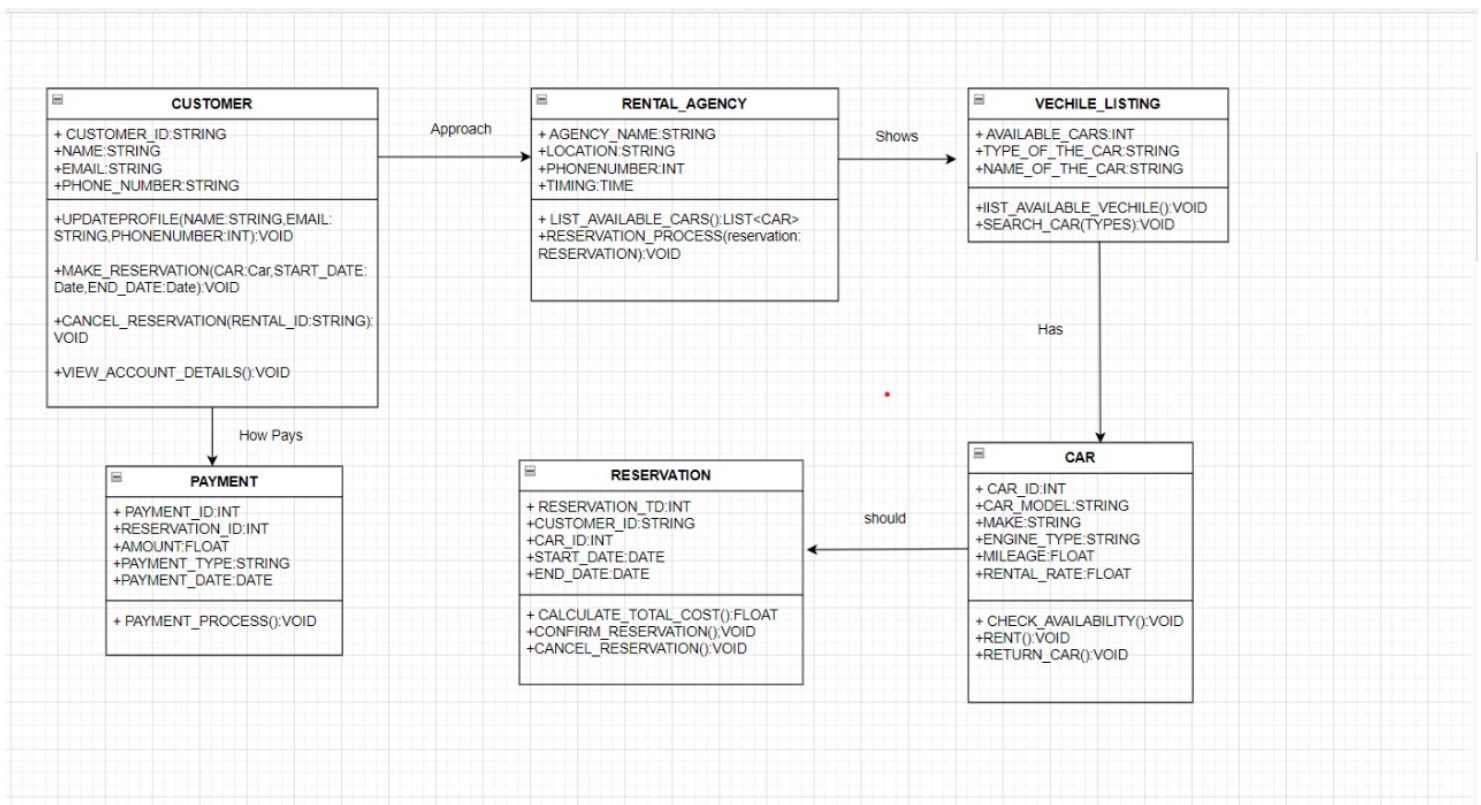 CUSTOMER
+ CUSTOMER_ID:STRING
+NAME:STRING
+EMAIL:STRING
+PHONE_NUMBER:STRING
+UPDATEPROFILE(NAME:STRING,EMAIL:
STRING,PHONENUMBER:INT):VOID
+MAKE_RESERVATION(CAR:Car,START_DATE:
Date,END_DATE:Date):VOID
+CANCEL_RESERVATION(RENTAL_ID:STRING):
VOID
+VIEW_ACCOUNT_DETAILS():VOID
Approach
RENTAL_AGENCY
+ AGENCY_NAME:STRING
+LOCATION:STRING
+PHONENUMBER:INT
+TIMING:TIME
+ LIST_AVAILABLE_CARS():LIST<CAR>
+RESERVATION_PROCESS(reservation:
RESERVATION):VOID
Shows
VECHILE_LISTING
+ AVAILABLE_CARS:INT
+TYPE_OF_THE_CAR:STRING
+NAME_OF_THE_CAR:STRING
+lIST_AVAILABLE_VECHILE():VOID
+SEARCH_CAR(TYPES):VOID
Has
How Pays
PAYMENT
+ PAYMENT_ID:INT
+RESERVATION_ID:INT
+AMOUNT:FLOAT
+PAYMENT_TYPE:STRING
+PAYMENT_DATE:DATE
+ PAYMENT_PROCESS():VOID
RESERVATION
+ RESERVATION_TD:INT
+CUSTOMER_ID:STRING
+CAR_ID:INT
+START_DATE:DATE
+END_DATE:DATE
+ CALCULATE_TOTAL_COST():FLOAT
+CONFIRM_RESERVATION();VOID
+CANCEL_RESERVATION():VOID
should
CAR
+ CAR_ID:INT
+CAR_MODEL:STRING
+MAKE:STRING
+ENGINE_TYPE:STRING
+MILEAGE:FLOAT
+RENTAL_RATE:FLOAT
+ CHECK_AVAILABILITY():VOID
+RENT():VOID
+RETURN_CAR():VOID